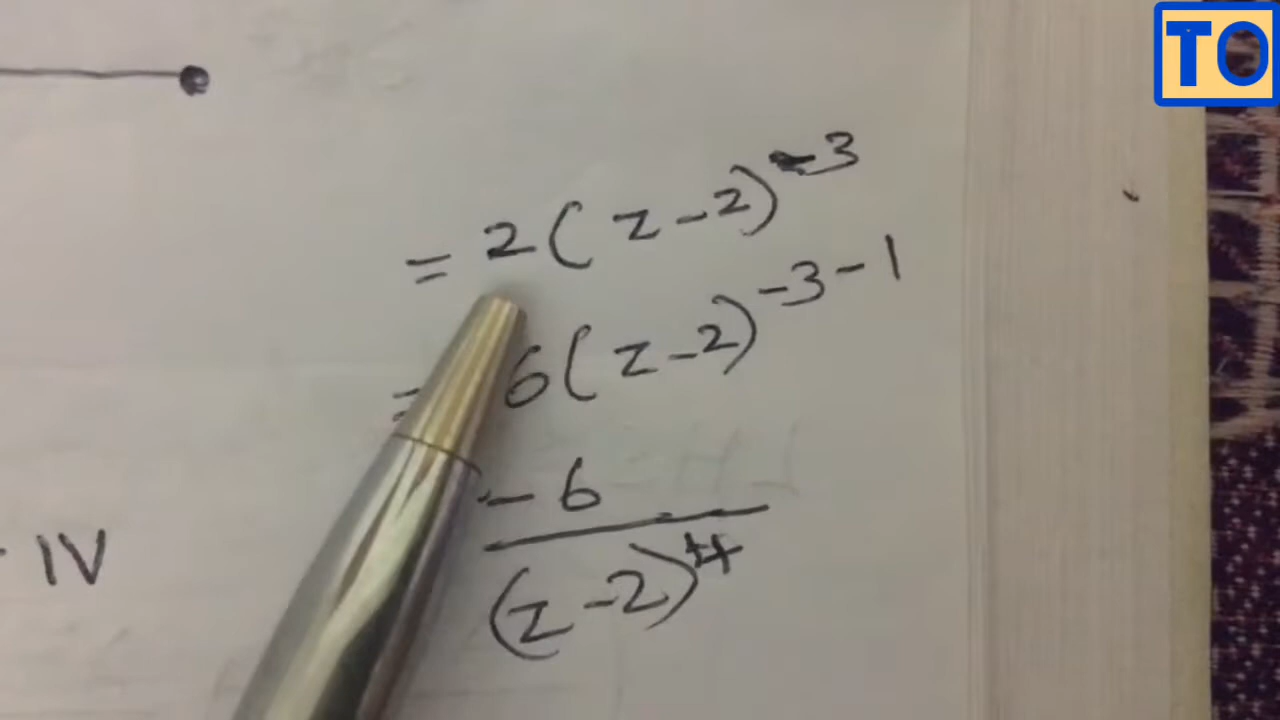 TO
= 2(z-2)^-3
= 6(z-2)^-3-1
-6
(z-2)^4
IV